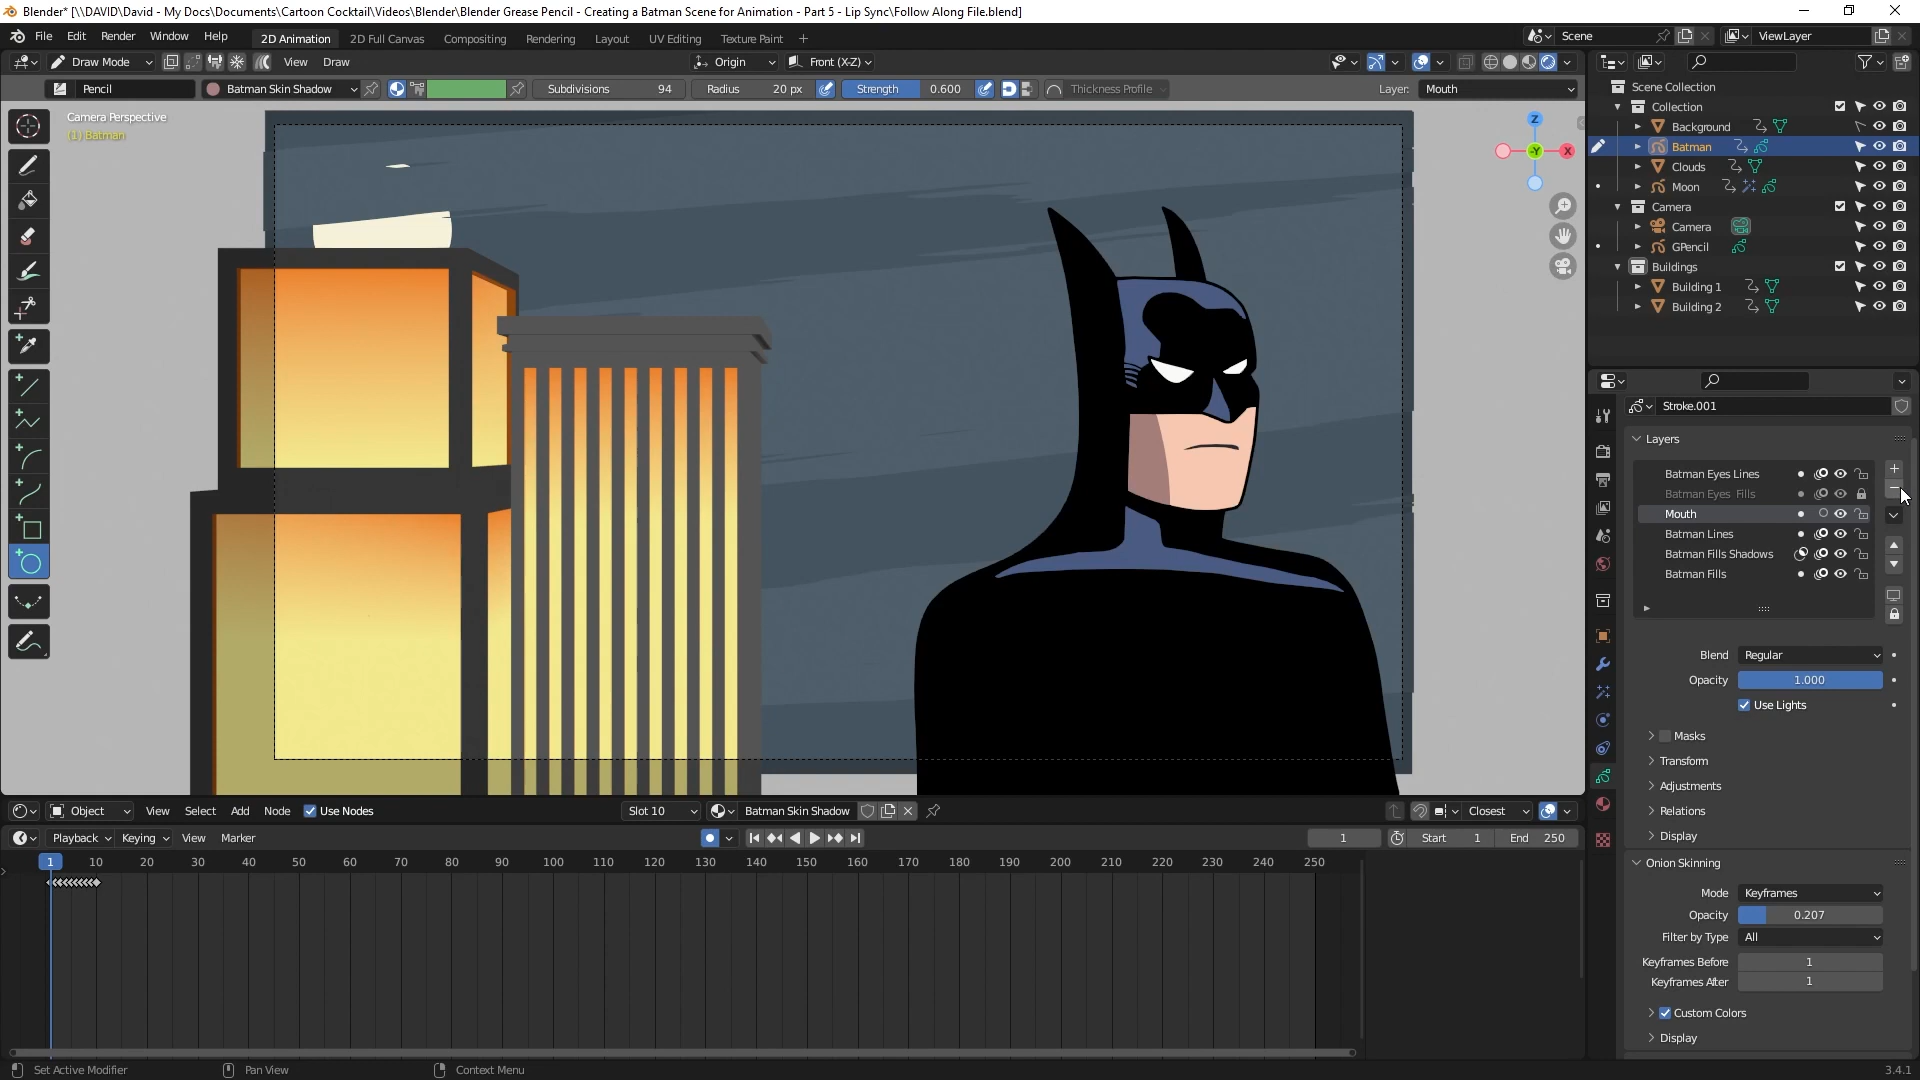 Blender* [\\DAVID\David - My Docs\Documents\Cartoon Cocktail\Videos\Blender\Blender Grease Pencil - Creating a Batman Scene for Animation - Part 5 - Lip Sync\Follow Along File.blend]
File Edit Render Window Help 2D Animation 2D Full Canvas Compositing Rendering Layout UV Editing Texture Paint + Scene ViewLayer
Draw Mode View Draw Origin Front (X-Z)
Pencil Batman Skin Shadow Subdivisions 94 Radius 20 px Strength 0.600 Thickness Profile Layer: Mouth
Camera Perspective
(1) Batman
Z
-Y
X
Scene Collection
Collection
Background
Batman
Clouds
Moon
Camera
Camera
GPencil
Buildings
Building 1
Building 2
Stroke.001
Layers
Batman Eyes Lines
Batman Eyes Fills
Mouth
Batman Lines
Batman Fills Shadows
Batman Fills
Blend Regular
Opacity 1.000
Use Lights
Masks
Transform
Adjustments
Relations
Display
Onion Skinning
Mode Keyframes
Opacity 0.207
Filter by Type All
Keyframes Before 1
Keyframes After 1
Custom Colors
Display
Object View Select Add Node Use Nodes Slot 10 Batman Skin Shadow Closest
Playback Keying View Marker 1 Start 1 End 250
1 10 20 30 40 50 60 70 80 90 100 110 120 130 140 150 160 170 180 190 200 210 220 230 240 250
Set Active Modifier Pan View Context Menu 3.4.1